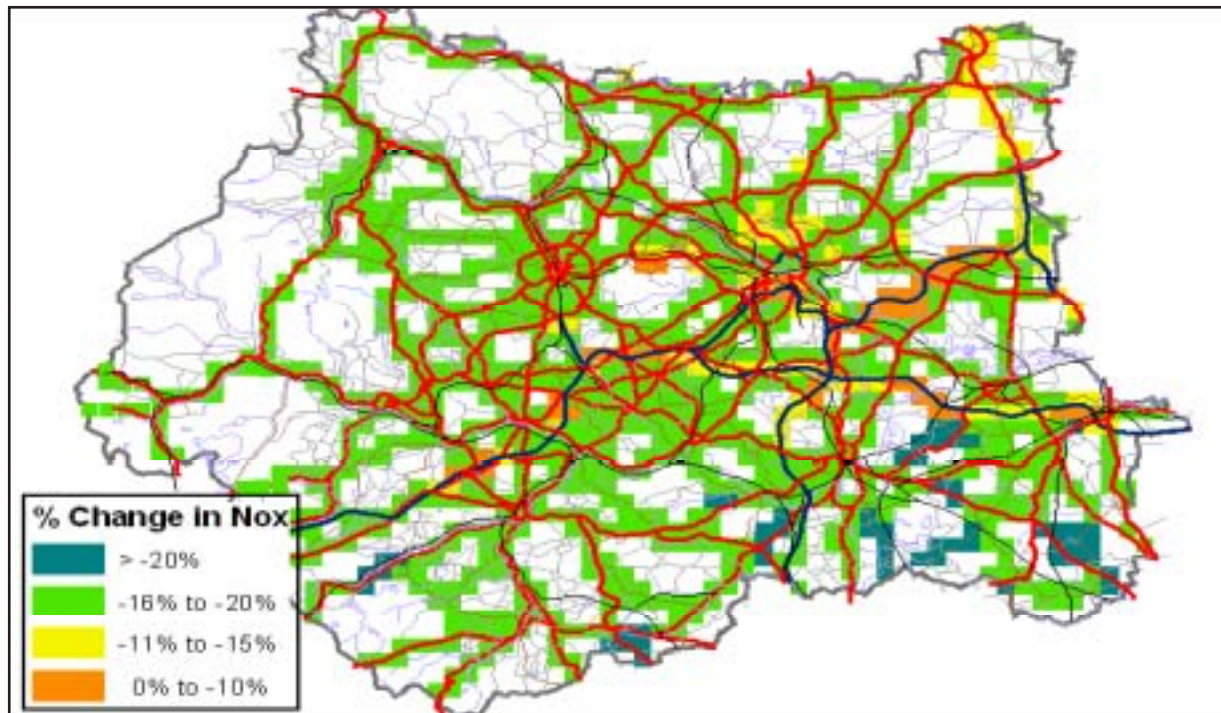 % Change in Nox
> -20%
-16% to -20%
-11% to -15%
0% to -10%